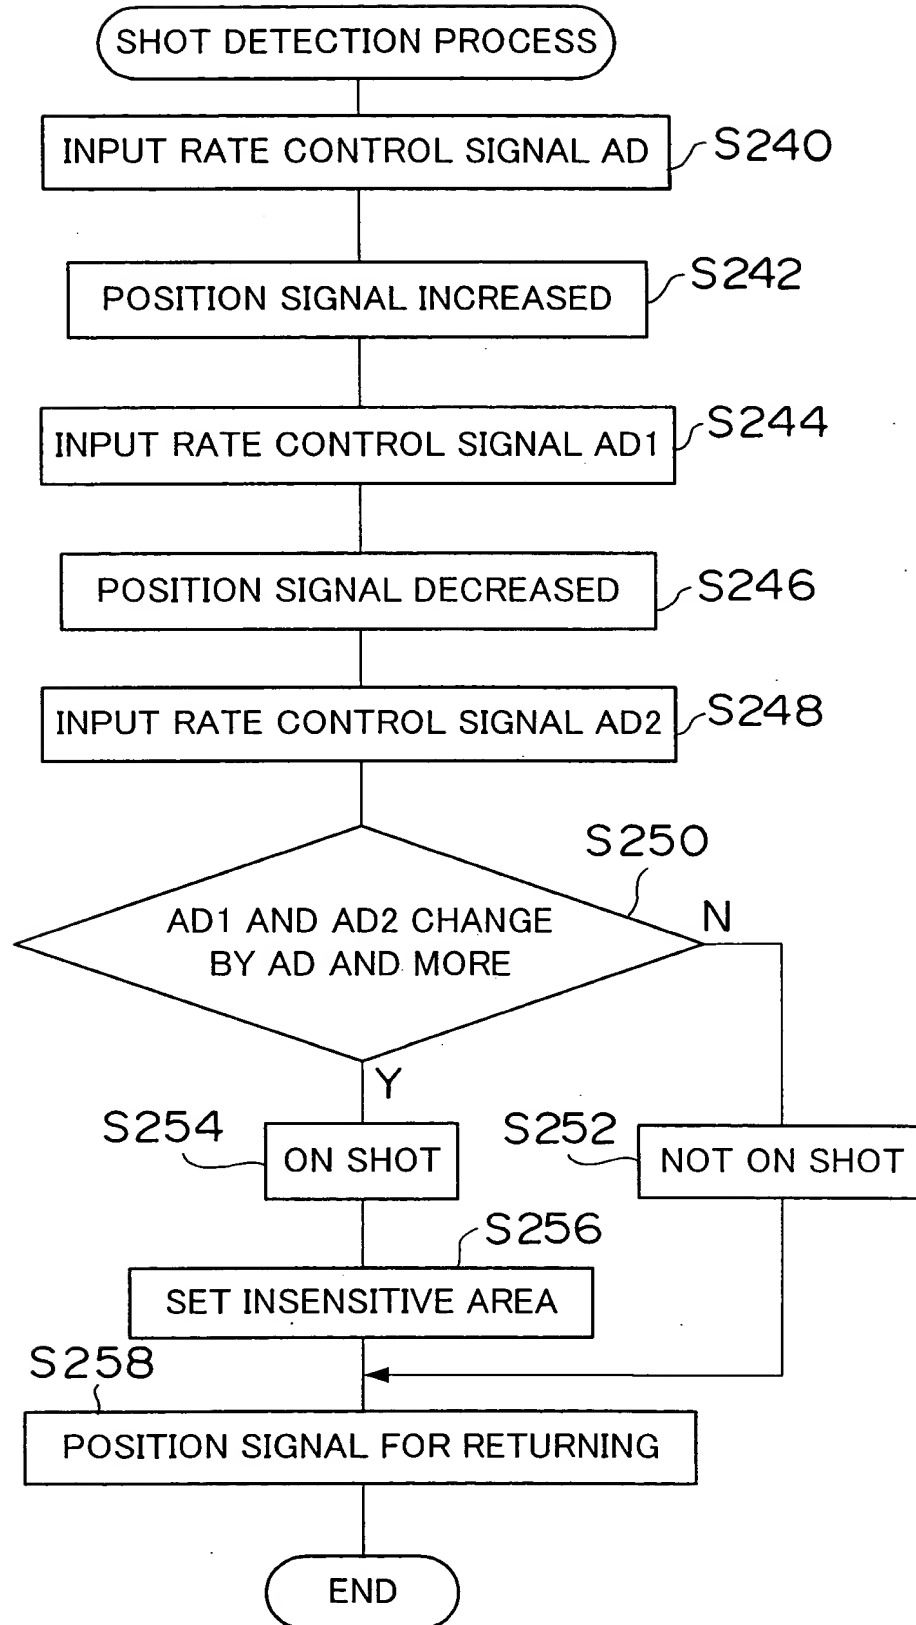 SHOT DETECTION PROCESS
INPUT RATE CONTROL SIGNAL AD
S240
POSITION SIGNAL INCREASED
S242
INPUT RATE CONTROL SIGNAL AD1
S244
POSITION SIGNAL DECREASED
S246
INPUT RATE CONTROL SIGNAL AD2
S248
S250
AD1 AND AD2 CHANGE
BY AD AND MORE
N
Y
S254
ON SHOT
S252
NOT ON SHOT
S256
SET INSENSITIVE AREA
S258
POSITION SIGNAL FOR RETURNING
END